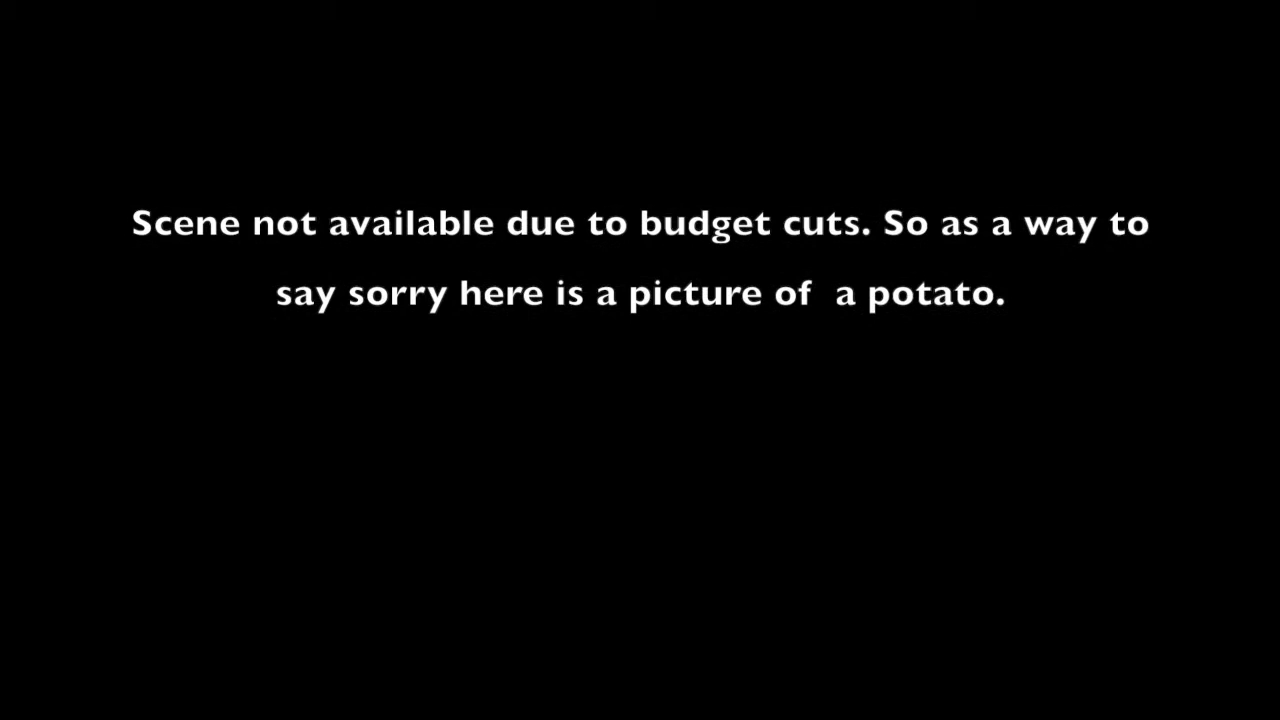 Scene not available due to budget cuts. So as a way to
say sorry here is a picture of  a potato.